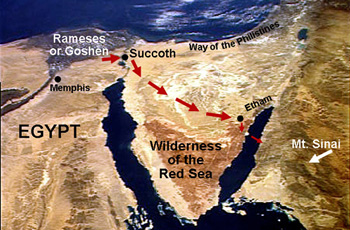 Rameses
or Goshen
Succoth
Way of the Philistines
Memphis
Etham
EGYPT
Wilderness
of the
Red Sea
Mt. Sinai